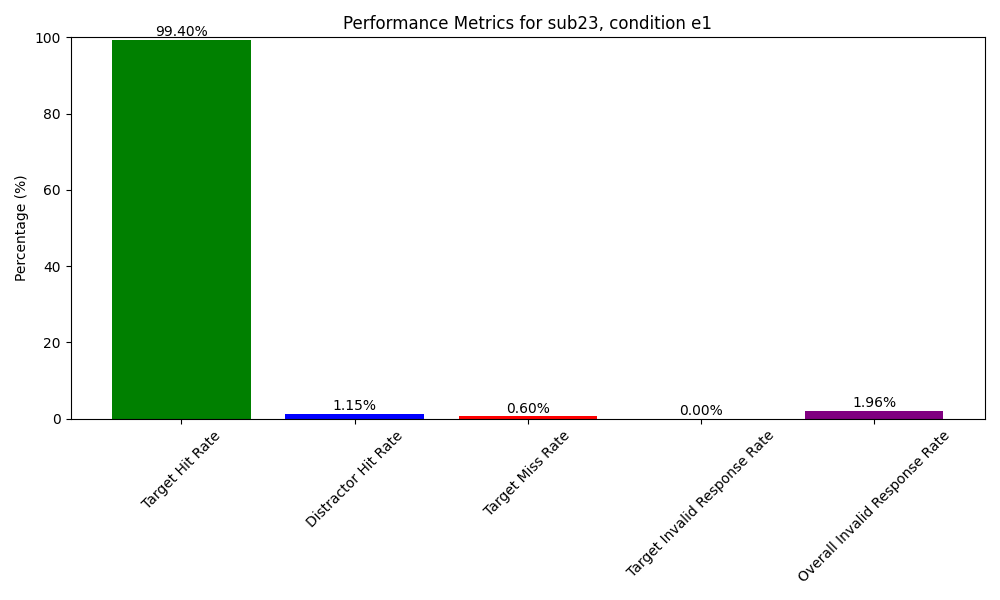 Performance Metrics for sub23, condition e1
Percentage (%)
100
80
60
40
20
0
99.40%
1.15%
0.60%
0.00%
1.96%
Target Hit Rate
Distractor Hit Rate
Target Miss Rate
Target Invalid Response Rate
Overall Invalid Response Rate